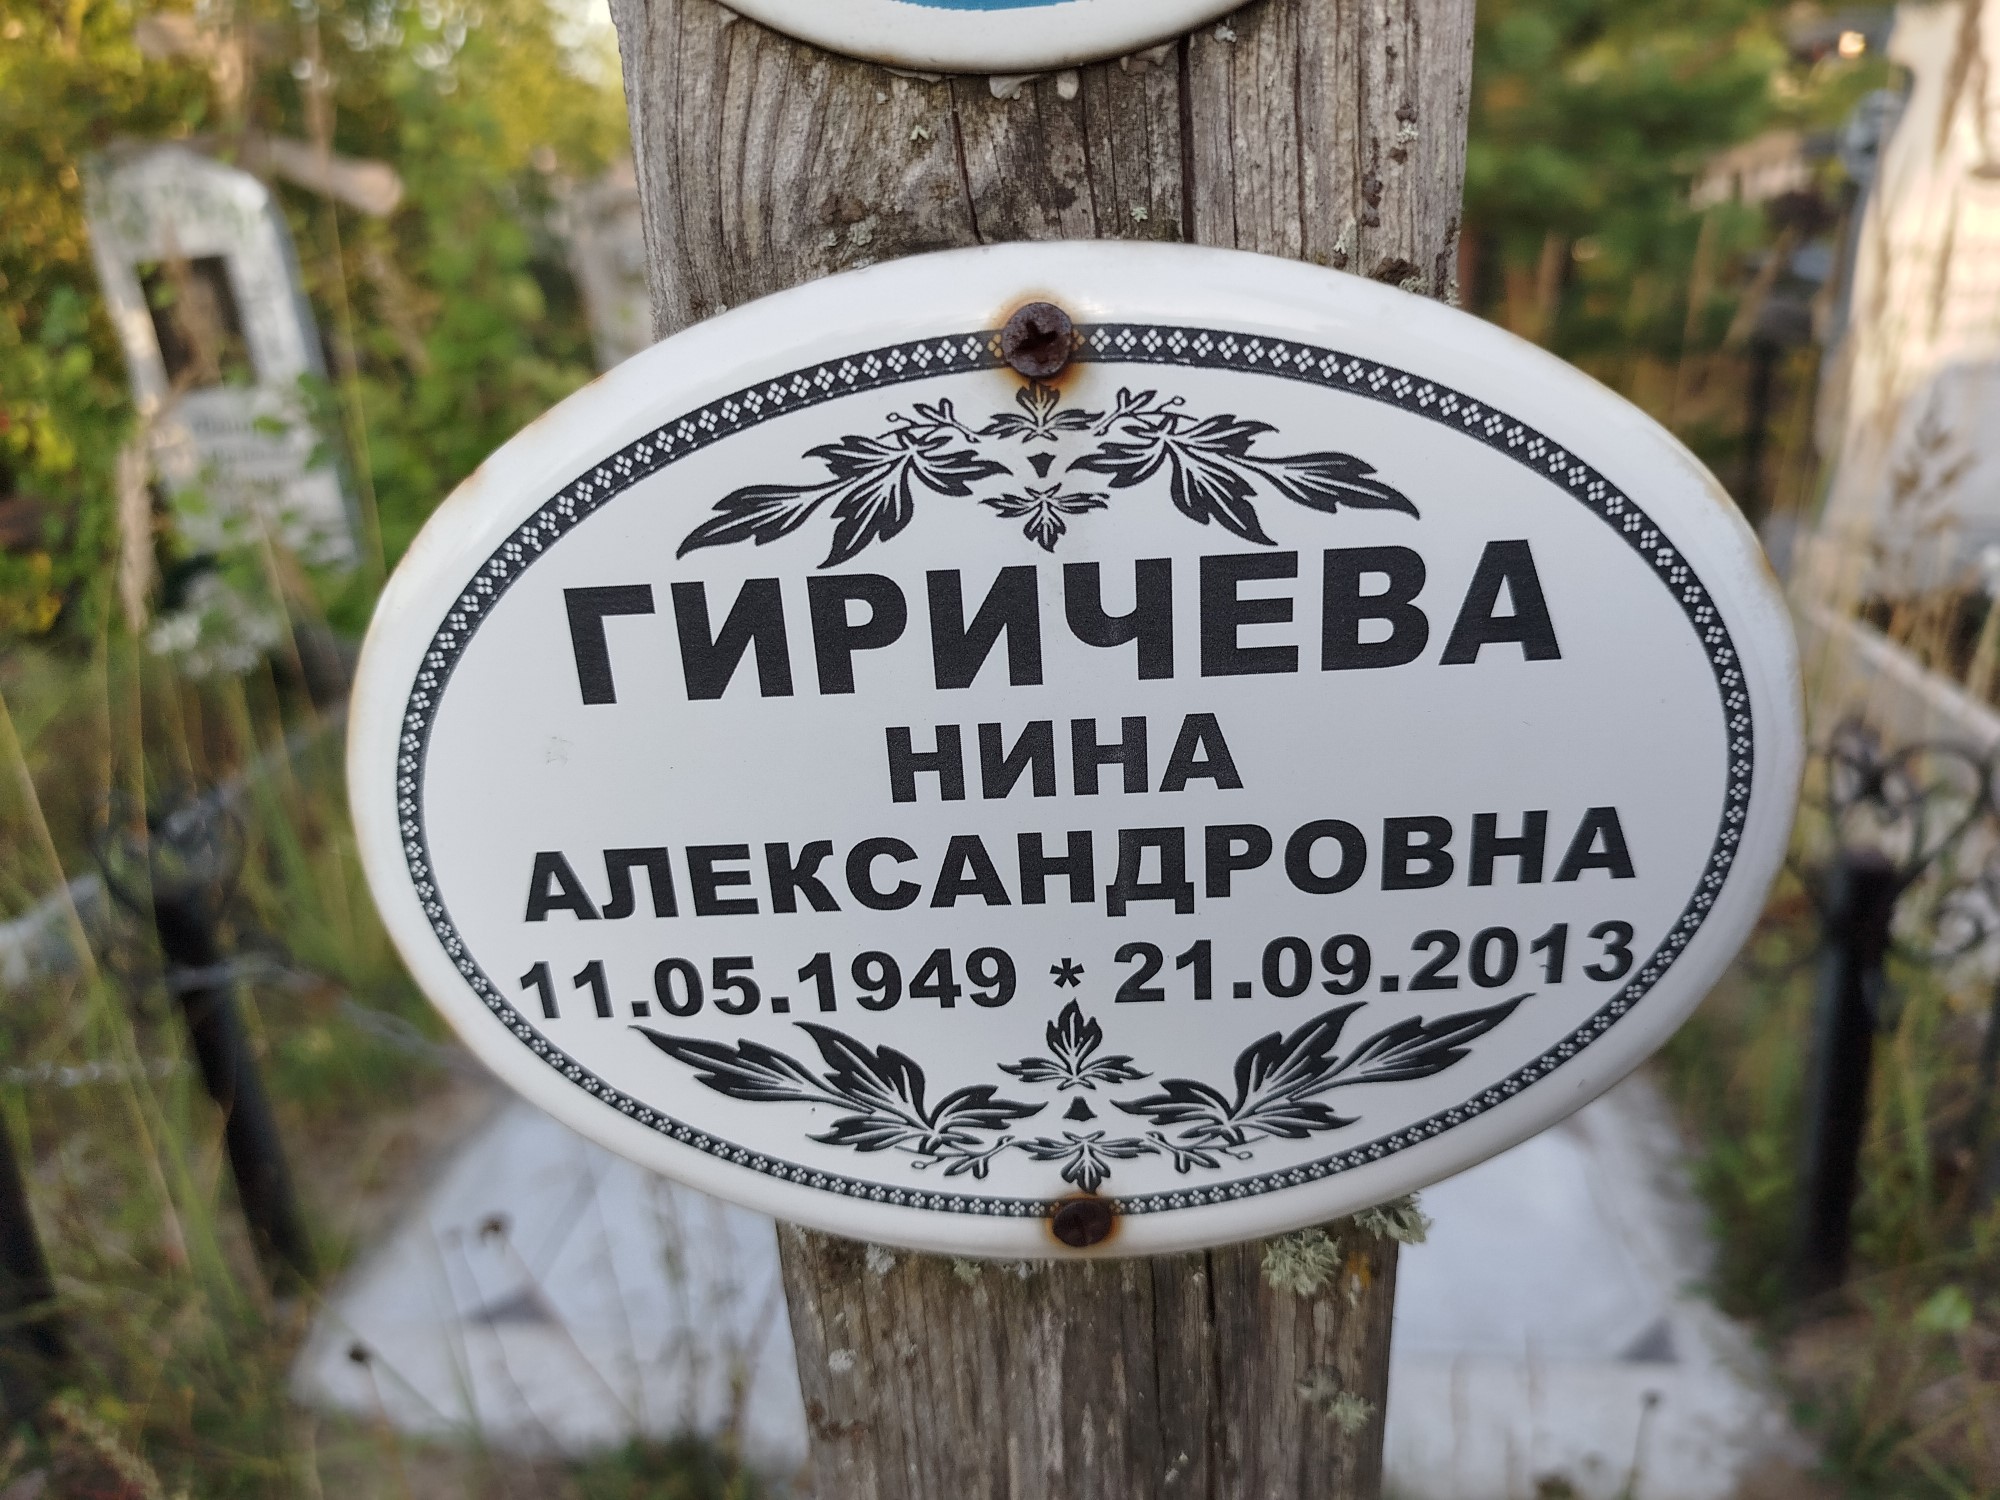 ГИРИЧЕВА
НИНА
АЛЕКСАНДРОВНА
11.05.1949 * 21.09.2013